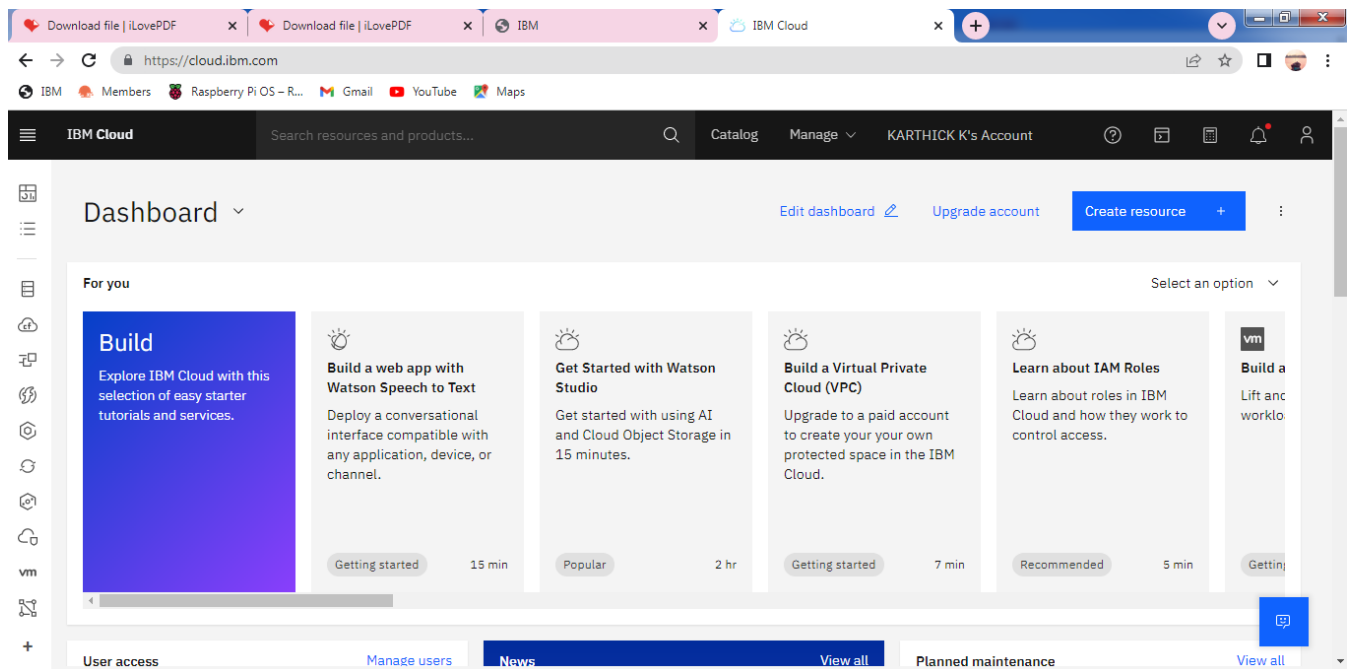 Download file | iLovePDF
Download file | iLovePDF
IBM
IBM Cloud
https://cloud.ibm.com
IBM
Members
Raspberry Pi OS – R...
Gmail
YouTube
Maps
IBM Cloud
Search resources and products...
Catalog
Manage
KARTHICK K's Account
Dashboard
Edit dashboard
Upgrade account
Create resource +
For you
Select an option
Build
Explore IBM Cloud with this
selection of easy starter
tutorials and services.
Build a web app with
Watson Speech to Text
Deploy a conversational
interface compatible with
any application, device, or
channel.
Getting started
15 min
Get Started with Watson
Studio
Get started with using AI
and Cloud Object Storage in
15 minutes.
Popular
2 hr
Build a Virtual Private
Cloud (VPC)
Upgrade to a paid account
to create your your own
protected space in the IBM
Cloud.
Getting started
7 min
Learn about IAM Roles
Learn about roles in IBM
Cloud and how they work to
control access.
Recommended
5 min
vm
Build a
Lift and
worklo
Getting
cf
vm
User access
Manage users
News
View all
Planned maintenance
View all